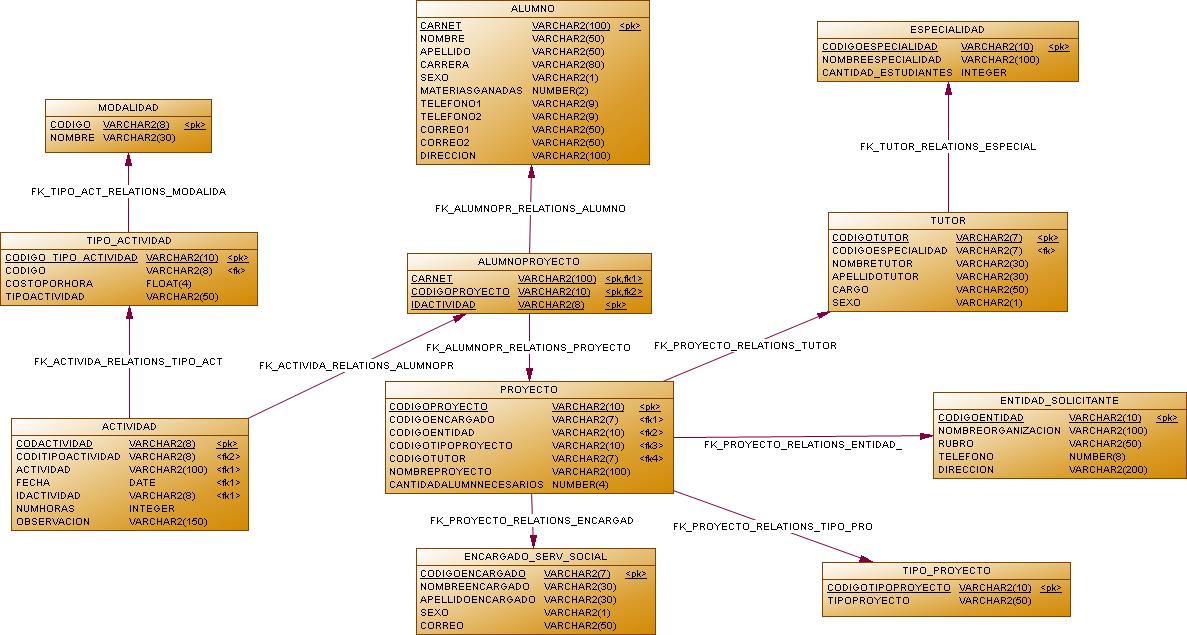 ALUMNO
CARNET VARCHAR2(100) <pk>
NOMBRE VARCHAR2(50)
APELLIDO VARCHAR2(50)
CARRERA VARCHAR2(80)
SEXO VARCHAR2(1)
MATERIASGANADAS NUMBER(2)
TELEFONO1 VARCHAR2(9)
TELEFONO2 VARCHAR2(9)
CORREO1 VARCHAR2(50)
CORREO2 VARCHAR2(50)
DIRECCION VARCHAR2(100)
ESPECIALIDAD
CODIGOESPECIALIDAD VARCHAR2(10) <pk>
NOMBREESPECIALIDAD VARCHAR2(100)
CANTIDAD_ESTUDIANTES INTEGER
MODALIDAD
CODIGO VARCHAR2(8) <pk>
NOMBRE VARCHAR2(30)
FK_TUTOR_RELATIONS_ESPECIAL
FK_TIPO_ACT_RELATIONS_MODALIDA
FK_ALUMNOPR_RELATIONS_ALUMNO
TIPO_ACTIVIDAD
CODIGO_TIPO_ACTIVIDAD VARCHAR2(10) <pk>
CODIGO VARCHAR2(8) <fk>
COSTOPORHORA FLOAT(4)
TIPOACTIVIDAD VARCHAR2(50)
TUTOR
CODIGOTUTOR VARCHAR2(7) <pk>
CODIGOESPECIALIDAD VARCHAR2(7) <fk>
NOMBRETUTOR VARCHAR2(30)
APELLIDOTUTOR VARCHAR2(30)
CARGO VARCHAR2(50)
SEXO VARCHAR2(1)
ALUMNOPROYECTO
CARNET VARCHAR2(100) <pk,fk1>
CODIGOPROYECTO VARCHAR2(10) <pk,fk2>
IDACTIVIDAD VARCHAR2(8) <pk>
FK_ACTIVIDA_RELATIONS_TIPO_ACT
FK_ACTIVIDA_RELATIONS_ALUMNOPR
FK_ALUMNOPR_RELATIONS_PROYECTO
FK_PROYECTO_RELATIONS_TUTOR
PROYECTO
CODIGOPROYECTO VARCHAR2(10) <pk>
CODIGOENCARGADO VARCHAR2(7) <fk1>
CODIGOENTIDAD VARCHAR2(10) <fk2>
CODIGOTIPOPROYECTO VARCHAR2(10) <fk3>
CODIGOTUTOR VARCHAR2(7) <fk4>
NOMBREPROYECTO VARCHAR2(100)
CANTIDADALUMNNECESARIOS NUMBER(4)
ENTIDAD_SOLICITANTE
CODIGOENTIDAD VARCHAR2(10) <pk>
NOMBREORGANIZACION VARCHAR2(100)
RUBRO VARCHAR2(50)
TELEFONO NUMBER(8)
DIRECCION VARCHAR2(200)
FK_PROYECTO_RELATIONS_ENTIDAD_
ACTIVIDAD
CODACTIVIDAD VARCHAR2(8) <pk>
CODITIPOACTIVIDAD VARCHAR2(8) <fk2>
ACTIVIDAD VARCHAR2(100) <fk1>
FECHA DATE <fk1>
IDACTIVIDAD VARCHAR2(8) <fk1>
NUMHORAS INTEGER
OBSERVACION VARCHAR2(150)
FK_PROYECTO_RELATIONS_ENCARGAD
FK_PROYECTO_RELATIONS_TIPO_PRO
ENCARGADO_SERV_SOCIAL
CODIGOENCARGADO VARCHAR2(7) <pk>
NOMBREENCARGADO VARCHAR2(30)
APELLIDOENCARGADO VARCHAR2(30)
SEXO VARCHAR2(1)
CORREO VARCHAR2(50)
TIPO_PROYECTO
CODIGOTIPOPROYECTO VARCHAR2(10) <pk>
TIPOPROYECTO VARCHAR2(50)